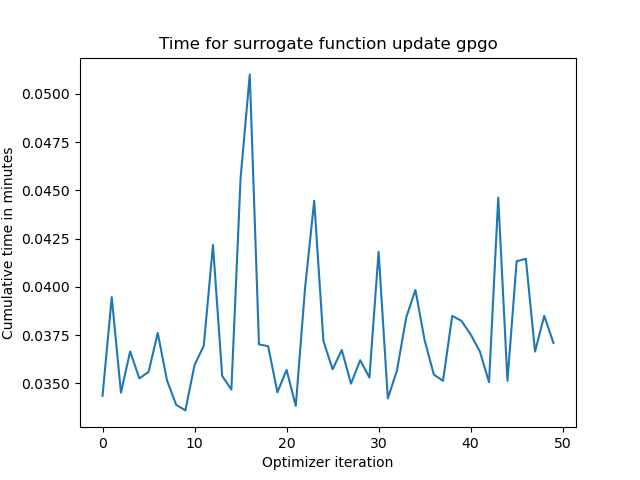 Time for surrogate function update gpgo
Cumulative time in minutes
0.0500
0.0475
0.0450
0.0425
0.0400
0.0375
0.0350
0 10 20 30 40 50
Optimizer iteration